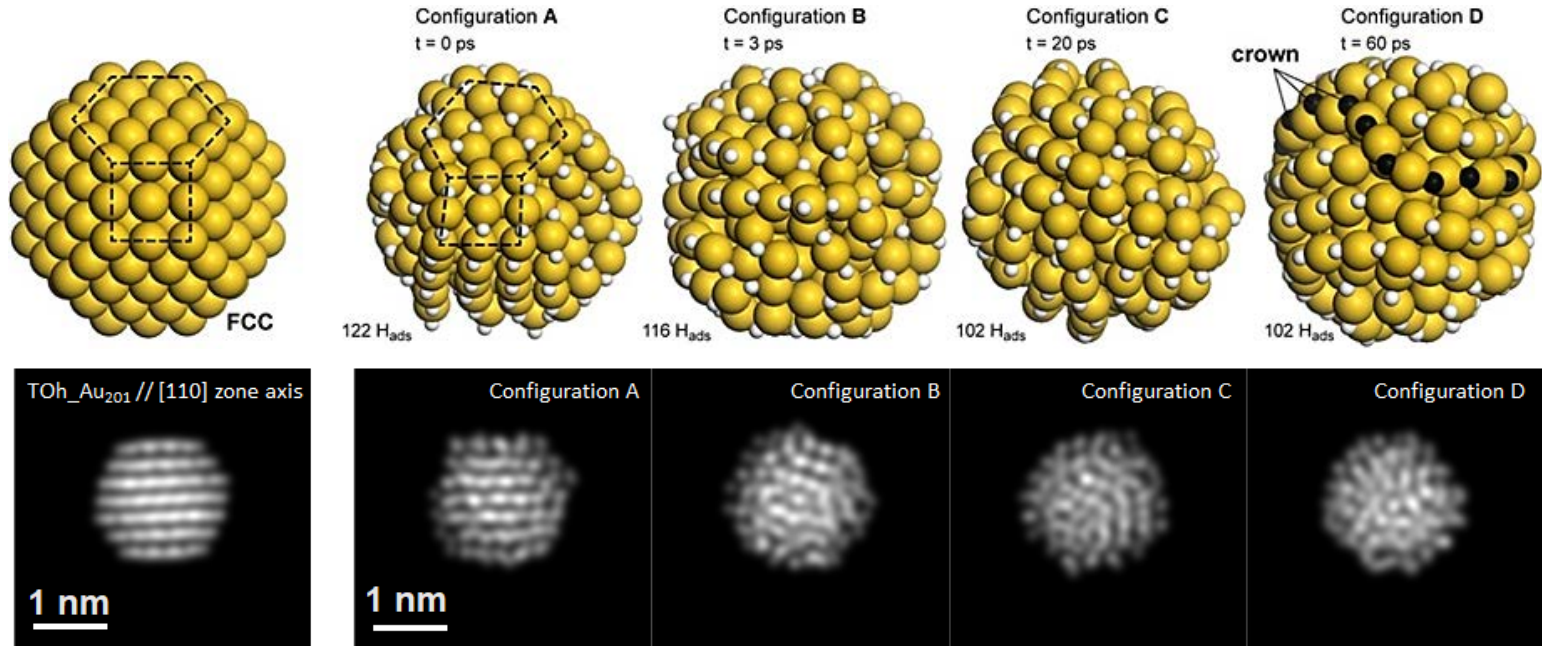 Configuration A
t = 0 ps
Configuration B
t = 3 ps
Configuration C
t = 20 ps
Configuration D
t = 60 ps
crown
FCC
122 Hads
116 Hads
102 Hads
102 Hads
TOh_Au201 // [110] zone axis
Configuration A
Configuration B
Configuration C
Configuration D
1 nm
1 nm